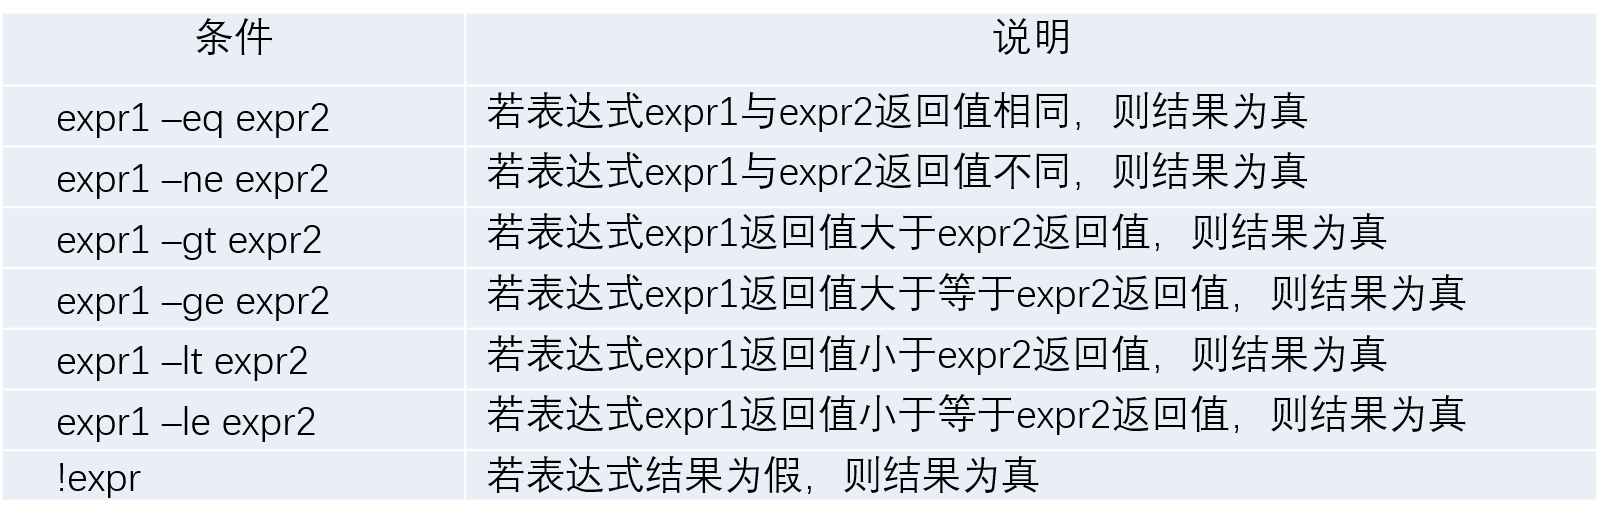 条件 说明
expr1 –eq expr2 若表达式expr1与expr2返回值相同，则结果为真
expr1 –ne expr2 若表达式expr1与expr2返回值不同，则结果为真
expr1 –gt expr2 若表达式expr1返回值大于expr2返回值，则结果为真
expr1 –ge expr2 若表达式expr1返回值大于等于expr2返回值，则结果为真
expr1 –lt expr2 若表达式expr1返回值小于expr2返回值，则结果为真
expr1 –le expr2 若表达式expr1返回值小于等于expr2返回值，则结果为真
!expr 若表达式结果为假，则结果为真